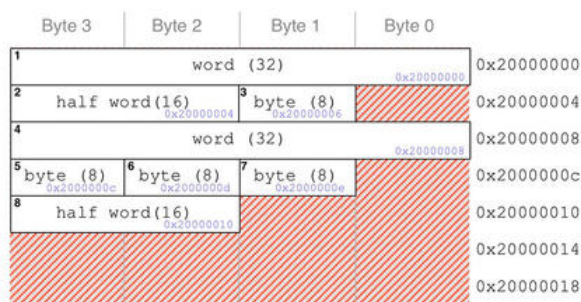 Byte 3 Byte 2 Byte 1 Byte 0
1 word (32) 0x20000000 0x20000000
2 half word(16) 0x20000004 3 byte (8) 0x20000006 0x20000004
4 word (32) 0x20000008 0x20000008
5 byte (8) 0x2000000c 6 byte (8) 0x2000000d 7 byte (8) 0x2000000e 0x2000000c
8 half word(16) 0x20000010 0x20000010
0x20000014
0x20000018